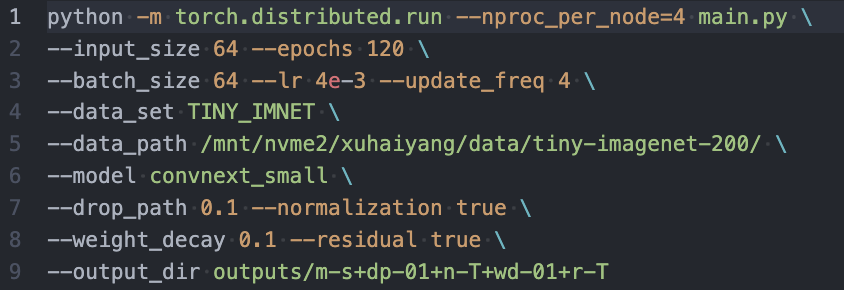 1 python -m torch.distributed.run --nproc_per_node=4 main.py \
2 --input_size 64 --epochs 120 \
3 --batch_size 64 --lr 4e-3 --update_freq 4 \
4 --data_set TINY_IMNET \
5 --data_path /mnt/nvme2/xuhaiyang/data/tiny-imagenet-200/ \
6 --model convnext_small \
7 --drop_path 0.1 --normalization true \
8 --weight_decay 0.1 --residual true \
9 --output_dir outputs/m-s+dp-01+n-T+wd-01+r-T